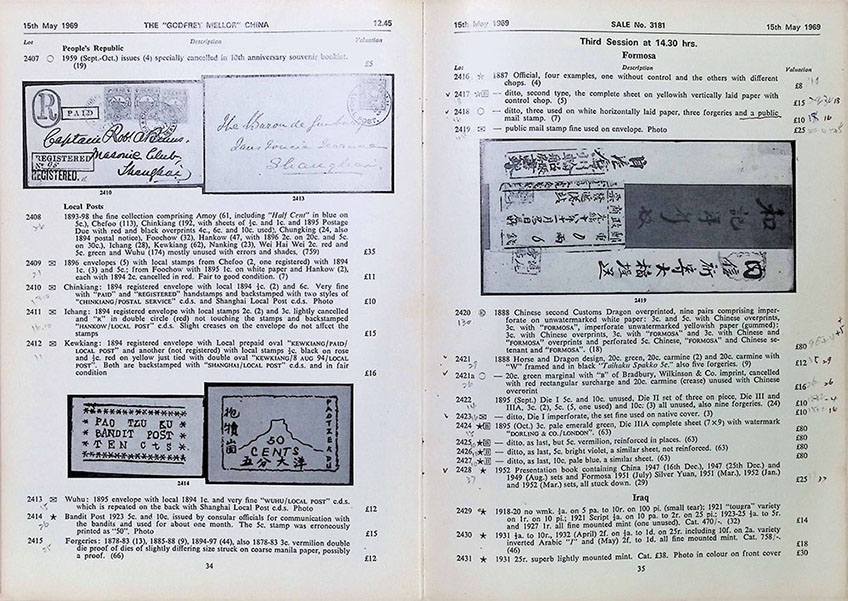 15th May 1969 THE "GODFREY MELLOR" CHINA 12.45
Lot Description Valuation
People's Republic
2407 1959 (Sept.-Oct.) issues (4) specially cancelled in 10th anniversary souvenir booklet.
(19) £5
R PAID
Captain
Masonic Club,
REGISTERED
Shanghai
REGISTERED.
The Baron de
Shanghai
2410
2413
Local Posts
2408 1893-98 the fine collection comprising Amoy (61, including "Half Cent" in blue on
5c.), Chefoo (113), Chinkiang (192, with sheets of ½c. and 1c. and 1895 Postage
Due with red and black overprints 4c., 6c. and 10c. used), Chungking (24, also
1894 postal notice), Foochow (32), Hankow (47, with 1896 2c. on 20c. and 5c.
on 30c.), Ichang (28), Kewkiang (62), Nanking (23), Wei Hai Wei 2c. red and
5c. green and Wuhu (174) mostly unused with errors and shades, (759) £35
2409 1896 envelopes (5) with local stamps from Chefoo (2, one registered) with 1894
1c. (3) and 5c.; from Foochow with 1895 1c. on white paper and Hankow (2),
each with 1894 2c. cancelled in red. Fair to good condition. (7) £11
2410 Chinkiang: 1894 registered envelope with local 1894 ½c. (2) and 6c. Very fine
with "PAID" and "REGISTERED" handstamps and backstamped with two styles of
"CHINKIANG/POSTAL SERVICE" c.d.s. and Shanghai Local Post c.d.s. Photo £10
2411 Ichang: 1894 registered envelope with local stamps 2c. (2) and 3c. lightly cancelled
and "R" in double circle (red) not touching the stamps and backstamped
"HANKOW/LOCAL POST" c.d.s. Slight creases on the envelope do not affect the
stamps £15
2412 Kewkiang: 1894 registered envelope with Local prepaid oval "KEWKIANG/PAID/
LOCAL POST" and another (not registered) with local stamps ½c. black on rose
and ½c. red on yellow just tied with double oval "KEWKIANG/8 AUG 94/LOCAL
POST". Both are backstamped with "SHANGHAI/LOCAL POST" c.d.s. and in fair
condition £16
PAO TZU KU
BANDIT POST
TEN cts
抱犢崮
PAOTZEKU
50
CENTS
五分大洋
2414
2413 Wuhu: 1895 envelope with local 1894 1c. and very fine "WUHU/LOCAL POST" c.d.s.
which is repeated on the back with Shanghai Local Post c.d.s. Photo £12
2414 Bandit Post 1923 5c. and 10c. issued by consular officials for communication with
the bandits and used for about one month. The 5c. stamp was erroneously
printed as "50". Photo £15
2415 Forgeries: 1878-83 (13), 1885-88 (9), 1894-97 (44), also 1878-83 3c. vermilion double
die proof of dies of slightly differing size struck on coarse manila paper, possibly
a proof. (66) £12
34
15th May 1969 SALE No. 3181 15th May 1969
Third Session at 14.30 hrs.
Formosa
Lot Description Valuation
2416 1887 Official, four examples, one without control and the others with different
chops. (4) £8
2417 — ditto, second type, the complete sheet on yellowish vertically laid paper with
control chop. (5) £15
2418 — ditto, three used on white horizontally laid paper, three forgeries and a public
mail stamp. (7) £10
2419 — public mail stamp fine used on envelope. Photo £25
2419
2420 1888 Chinese second Customs Dragon overprinted, nine pairs comprising imper-
forate on unwatermarked white paper; 3c. and 5c. with Chinese overprints,
3c. with "FORMOSA", imperforate unwatermarked yellowish paper (gummed):
3c. with Chinese overprints, 3c. with "FORMOSA" and 3c. with Chinese and
"FORMOSA" overprints and perforated 5c. Chinese, "FORMOSA" and Chinese se-
tenant and "FORMOSA". (18) £80
2421 1888 Horse and Dragon design, 20c. green, 20c. carmine (2) and 20c. carmine with
"W" framed and in black "Taihaku Spakko 5c." also five forgeries. (9) £12
2421a — 20c. green marginal with "B" of Bradbury, Wilkinson & Co. imprint, cancelled
with red rectangular surcharge and 20c. carmine (crease) unused with Chinese
overprint £16
2422 1895 (Sept.) Die I 5c. and 10c. unused, Die II set of three on piece, Die III and
IIIA, 3c. (2), 5c. (5, one used) and 10c. (3) all unused, also nine forgeries. (24) £10
2423 — ditto, Die I imperforate, the set fine used on native cover. (3) £10
2424 1895 (Nov.) 3c. pale emerald green, Die IIIA complete sheet (7 × 9) with watermark
"DORLING & CO./LONDON". (63) £80
2425 — ditto, as last, but 5c. vermilion, reinforced in places. (63) £80
2426 — ditto, as last, 5c. bright violet, a similar sheet, not reinforced. (63) £80
2427 — ditto, as last, 10c. pale blue, a similar sheet. (63) £80
2428 1952 Presentation book containing China 1947 (16th Dec.), 1947 (25th Dec.) and
1949 (Aug.) sets and Formosa 1951 (July) Silver Yuan, 1951 (Mar.), 1952 (Jan.)
and 1952 (Mar.) sets, all stuck down. (29) £25
Iraq
2429 1918-20 no wmk. ¼a. on 5 pa. to 10r. on 100 pi. (small tear); 1921 "toughra" variety
on 1r. on 10 pi.; 1921 Script ¼a. on 10 pa. to 2r. on 25 pi.; 1923-25 ½a. to 5r.
and 1927 1r. all fine mounted mint (one unused). Cat. 470/-. (32) £14
2430 1931 ½a. to 10r., 1932 (April) 2f. on ½a. to 1d. on 25r. including 10f. on 2a. variety
inverted Arabic "1" and (May) 2f. to 1d. all fine mounted mint. Cat. 758/-.
(46) £18
2431 1931 25r. superb lightly mounted mint. Cat. £38. Photo in colour on front cover £30
35